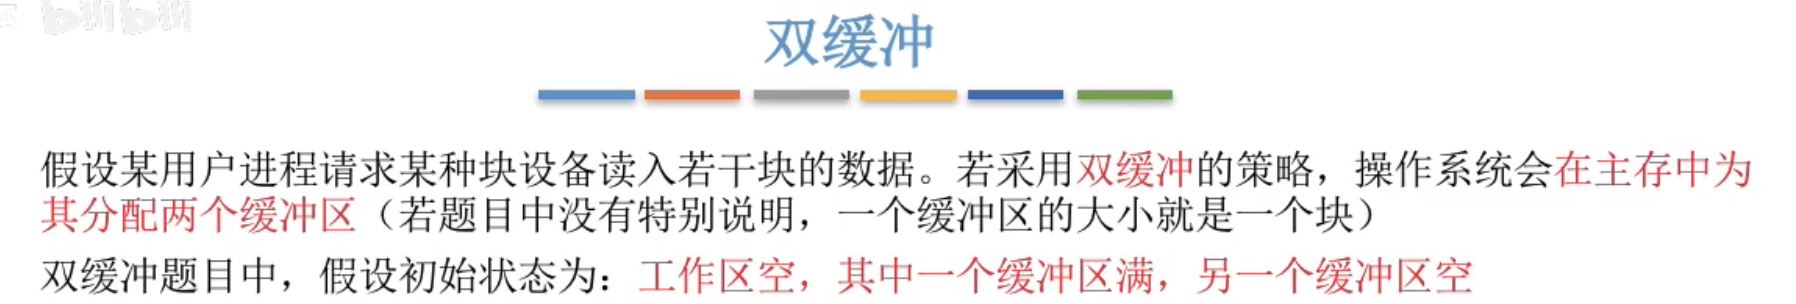 bilibili
双缓冲
假设某用户进程请求某种块设备读入若干块的数据。若采用双缓冲的策略，操作系统会在主存中为
其分配两个缓冲区（若题目中没有特别说明，一个缓冲区的大小就是一个块）
双缓冲题目中，假设初始状态为：工作区空，其中一个缓冲区满，另一个缓冲区空